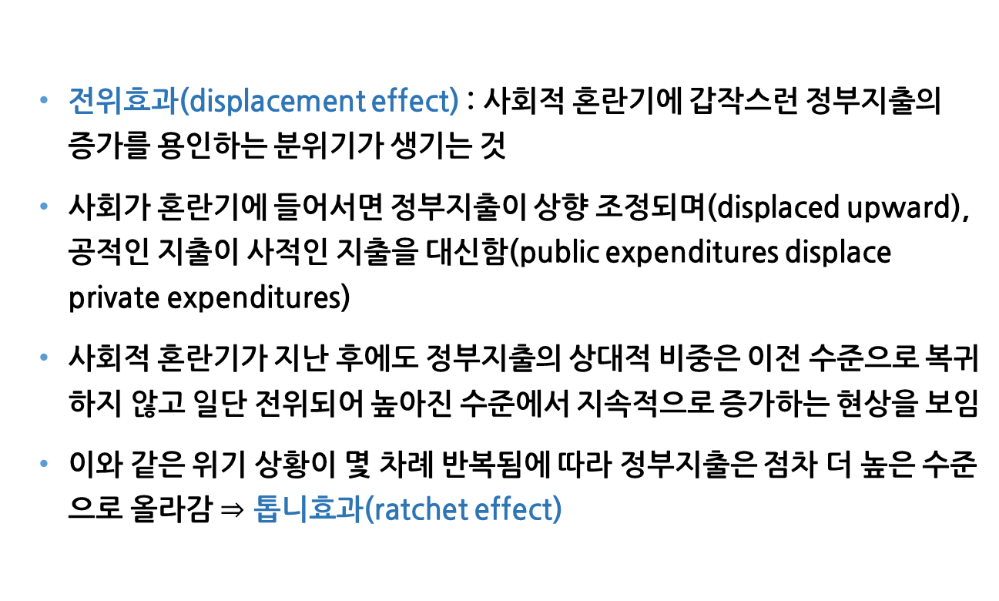 • 전위효과(displacement effect) : 사회적 혼란기에 갑작스런 정부지출의
증가를 용인하는 분위기가 생기는 것
• 사회가 혼란기에 들어서면 정부지출이 상향 조정되며(displaced upward),
공적인 지출이 사적인 지출을 대신함(public expenditures displace
private expenditures)
• 사회적 혼란기가 지난 후에도 정부지출의 상대적 비중은 이전 수준으로 복귀
하지 않고 일단 전위되어 높아진 수준에서 지속적으로 증가하는 현상을 보임
• 이와 같은 위기 상황이 몇 차례 반복됨에 따라 정부지출은 점차 더 높은 수준
으로 올라감 ⇒ 톱니효과(ratchet effect)